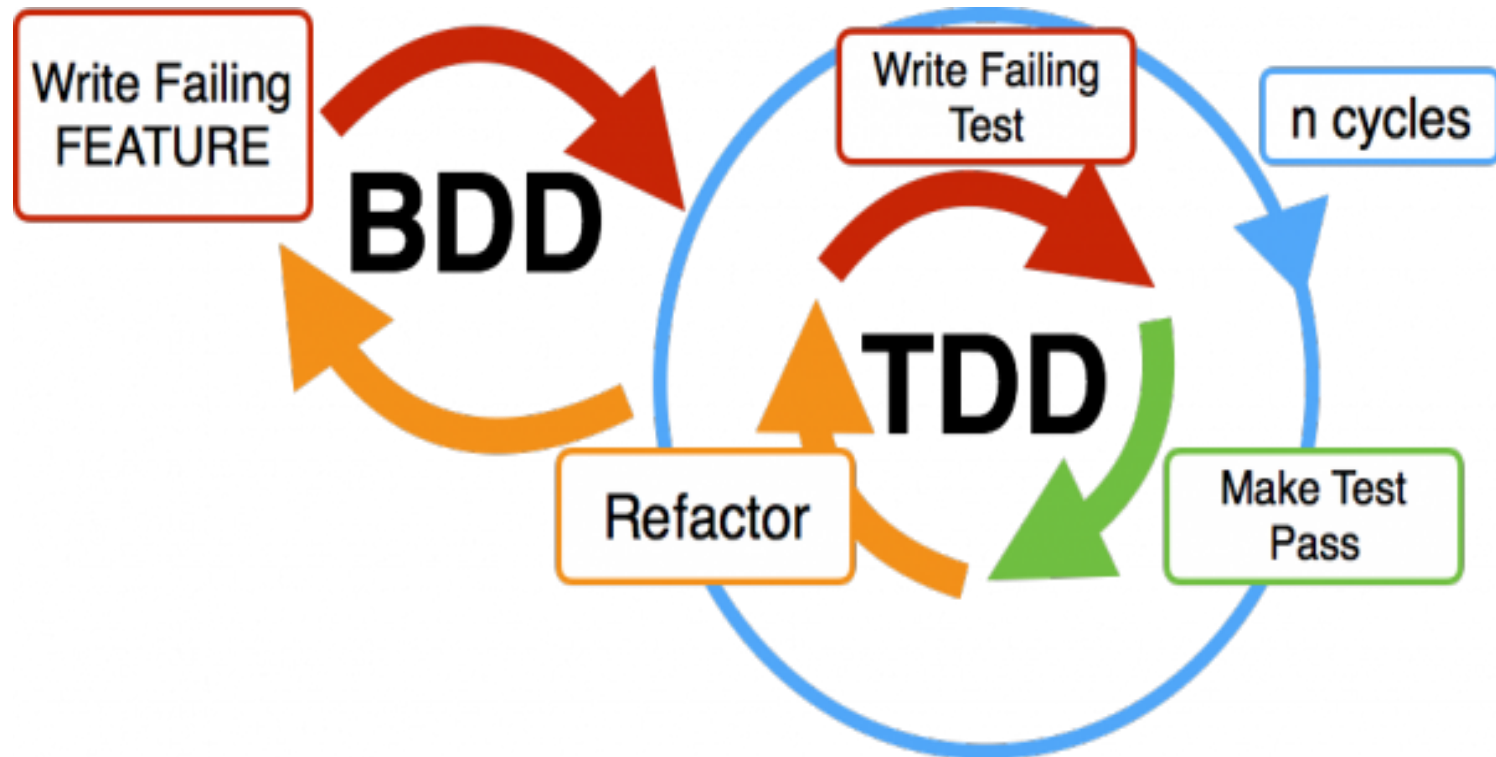 Write Failing
FEATURE
BDD
Write Failing
Test
n cycles
TDD
Refactor
Make Test
Pass